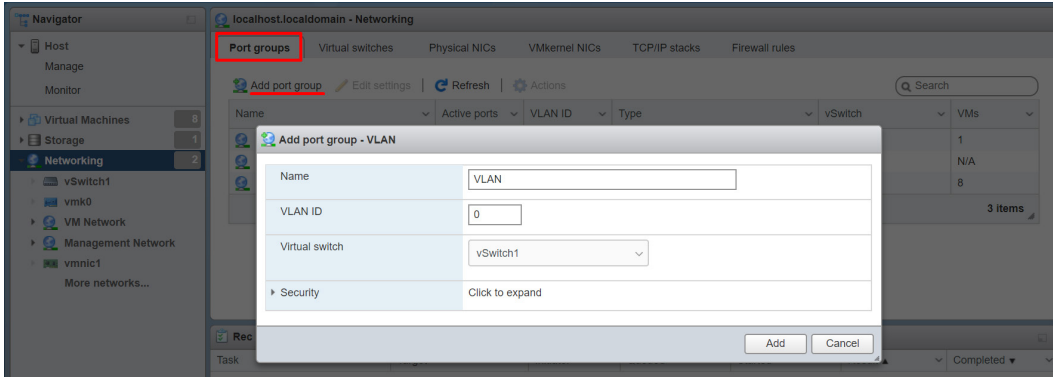 Navigator
localhost.localdomain - Networking
Host
Manage
Monitor
Virtual Machines 8
Storage 1
Networking 2
vSwitch1
vmk0
VM Network
Management Network
vmnic1
More networks...
Port groups Virtual switches Physical NICs VMkernel NICs TCP/IP stacks Firewall rules
Add port group Edit settings Refresh Actions Search
Name Active ports VLAN ID Type vSwitch VMs
1
N/A
8
3 items
Add port group - VLAN
Name VLAN
VLAN ID 0
Virtual switch vSwitch1
Security Click to expand
Add Cancel
Rec
Task Completed